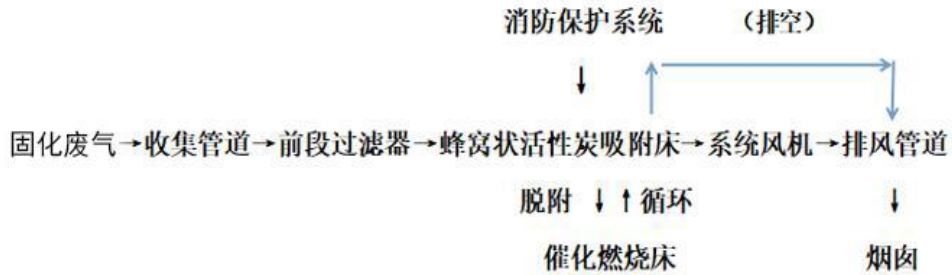 消防保护系统 （排空）
↓
固化废气→收集管道→前段过滤器→蜂窝状活性炭吸附床→系统风机→排风管道
脱附 ↓ ↑ 循环 ↓
催化燃烧床 烟囱